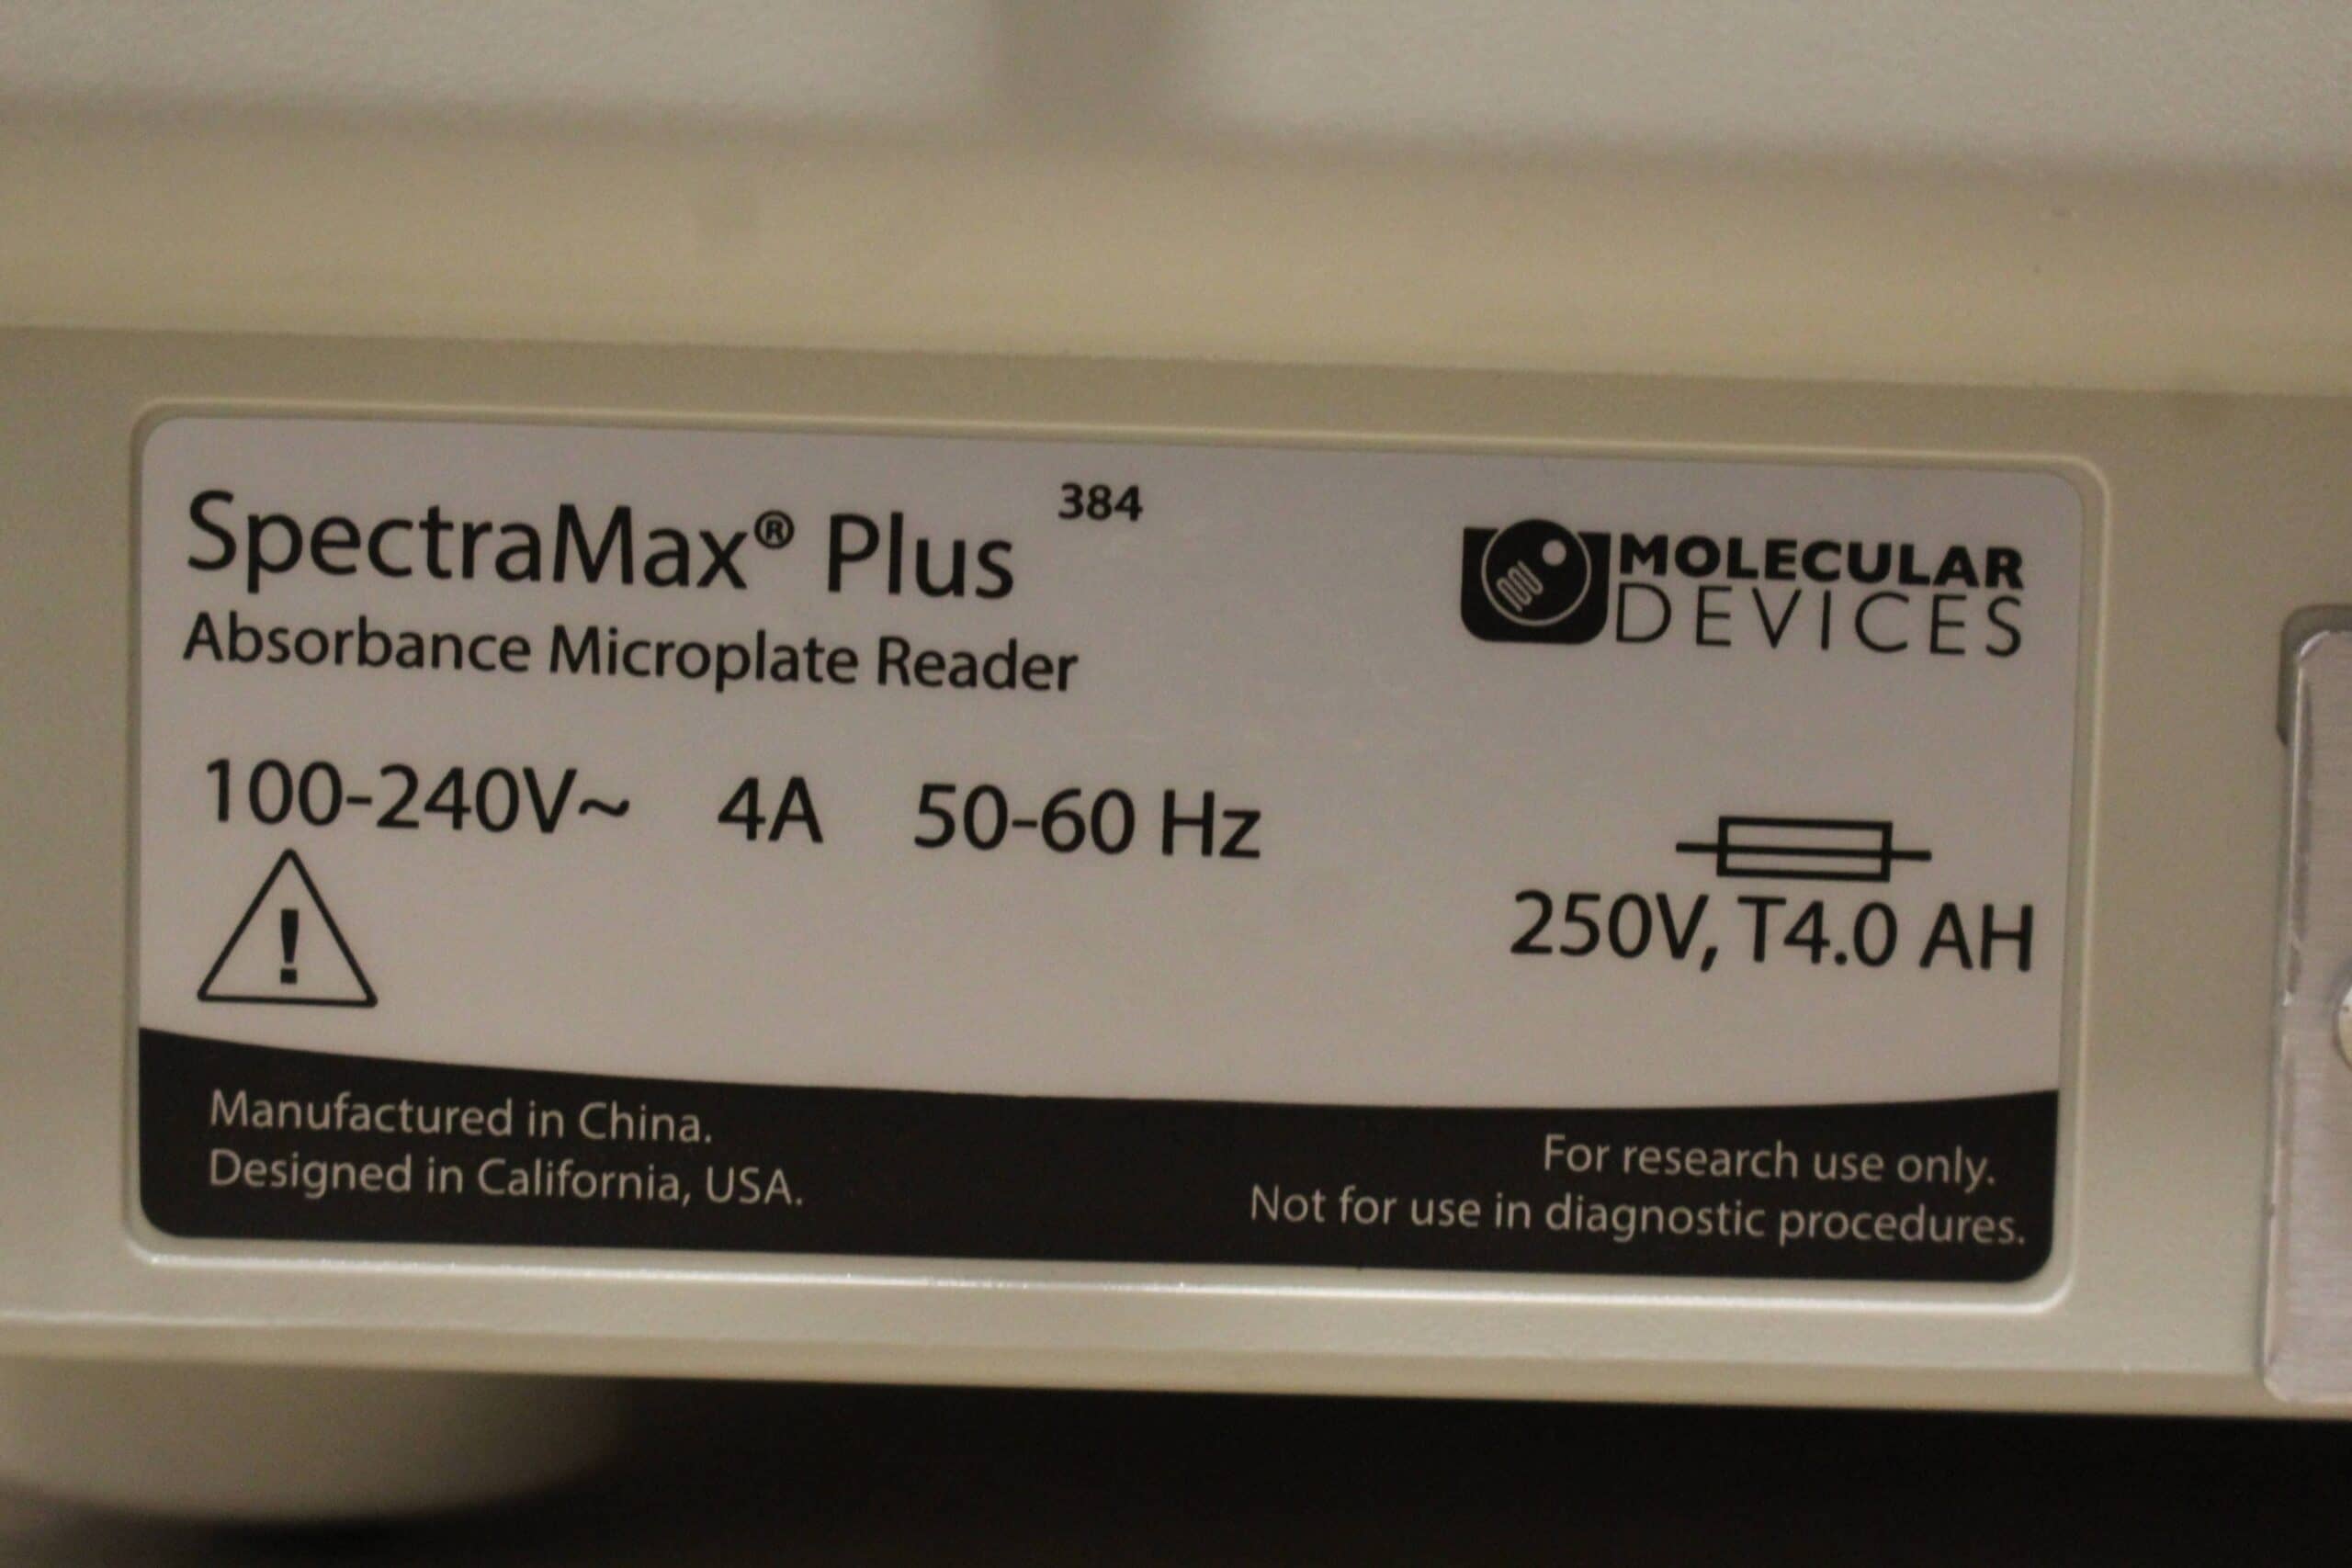 SpectraMax® Plus 384
Absorbance Microplate Reader
MOLECULAR
DEVICES
100-240V~ 4A 50-60 Hz
!
250V, T4.0 AH
Manufactured in China.
Designed in California, USA.
For research use only.
Not for use in diagnostic procedures.